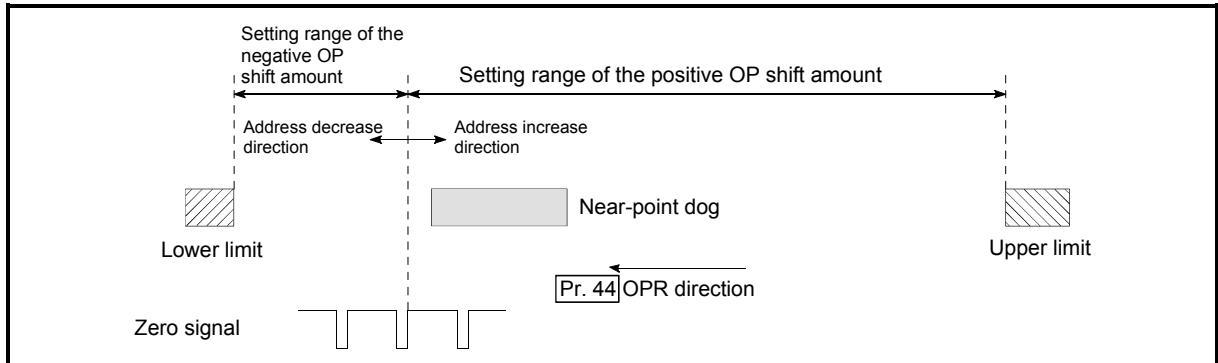 Setting range of the
negative OP
shift amount
Setting range of the positive OP shift amount
Address decrease
direction
Address increase
direction
Near-point dog
Lower limit
Upper limit
Pr. 44 OPR direction
Zero signal